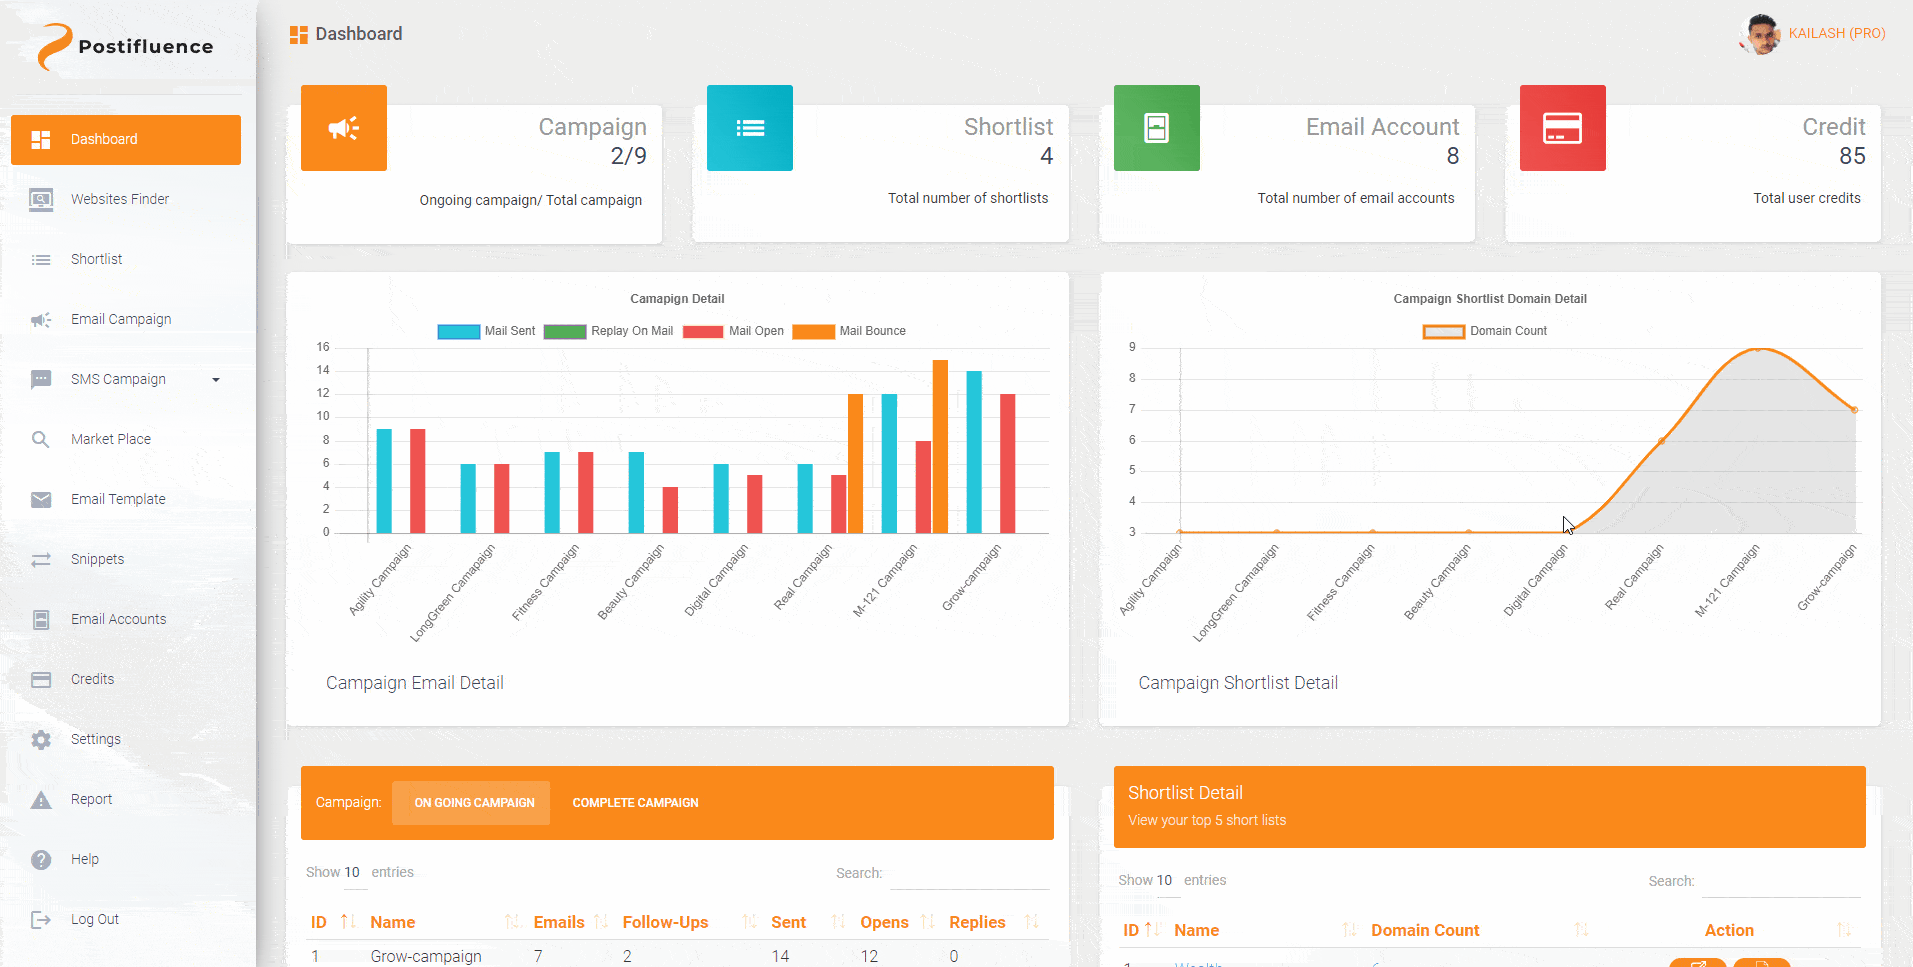 Postifluence
Dashboard
Websites Finder
Shortlist
Email Campaign
SMS Campaign
Market Place
Email Template
Snippets
Email Accounts
Credits
Settings
Report
Help
Log Out
Dashboard
KAILASH (PRO)
Campaign
2/9
Ongoing campaign/ Total campaign
Shortlist
4
Total number of shortlists
Email Account
8
Total number of email accounts
Credit
85
Total user credits
Camapign Detail
Mail Sent Replay On Mail Mail Open Mail Bounce
16
14
12
10
8
6
4
2
0
Agility Campaign
LongGreen Camapaign
Fitness Campaign
Beauty Campaign
Digital Campaign
Real Campaign
M-121 Campaign
Grow-campaign
Campaign Email Detail
Campaign Shortlist Domain Detail
Domain Count
9
8
7
6
5
4
3
Agility Campaign
LongGreen Camapaign
Fitness Campaign
Beauty Campaign
Digital Campaign
Real Campaign
M-121 Campaign
Grow-campaign
Campaign Shortlist Detail
Campaign: ON GOING CAMPAIGN COMPLETE CAMPAIGN
Show 10 entries Search:
ID Name Emails Follow-Ups Sent Opens Replies
1 Grow-campaign 7 2 14 12 0
Shortlist Detail
View your top 5 short lists
Show 10 entries Search:
ID Name Domain Count Action